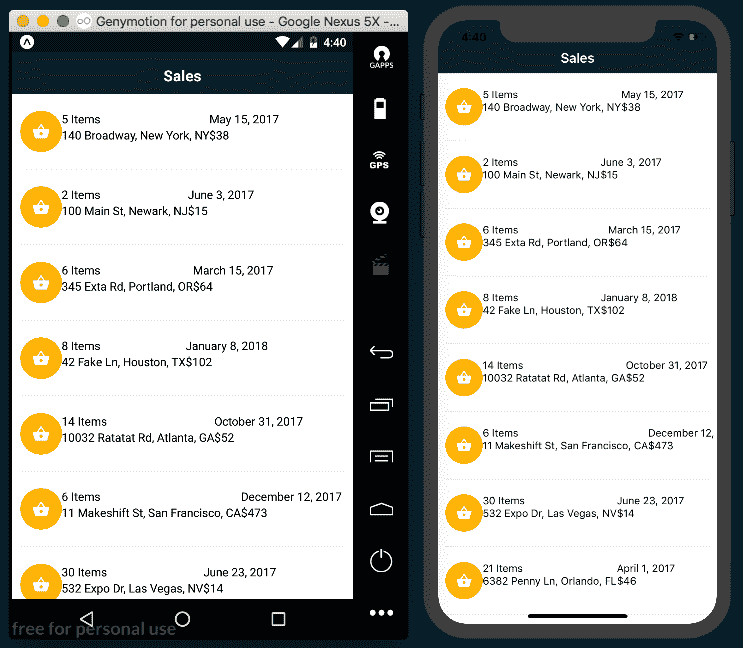 Genymotion for personal use - Google Nexus 5X -...
4:40
Sales
5 Items May 15, 2017
140 Broadway, New York, NY$38
2 Items June 3, 2017
100 Main St, Newark, NJ$15
6 Items March 15, 2017
345 Exta Rd, Portland, OR$64
8 Items January 8, 2018
42 Fake Ln, Houston, TX$102
14 Items October 31, 2017
10032 Ratatat Rd, Atlanta, GA$52
6 Items December 12, 2017
11 Makeshift St, San Francisco, CA$473
30 Items June 23, 2017
532 Expo Dr, Las Vegas, NV$14
free for personal use
GAPPS
GPS
4:40
Sales
5 Items May 15, 2017
140 Broadway, New York, NY$38
2 Items June 3, 2017
100 Main St, Newark, NJ$15
6 Items March 15, 2017
345 Exta Rd, Portland, OR$64
8 Items January 8, 2018
42 Fake Ln, Houston, TX$102
14 Items October 31, 2017
10032 Ratatat Rd, Atlanta, GA$52
6 Items December 12,
11 Makeshift St, San Francisco, CA$473
30 Items June 23, 2017
532 Expo Dr, Las Vegas, NV$14
21 Items April 1, 2017
6382 Penny Ln, Orlando, FL$46